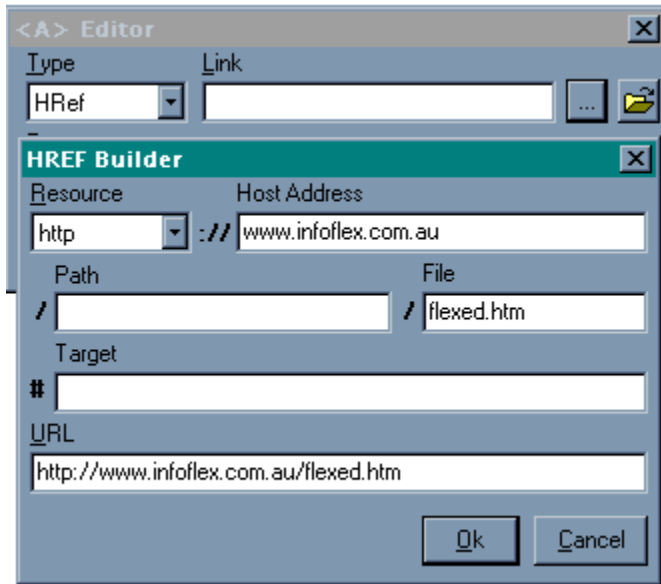 <A> Editor
Type Link
HRef ...
HREF Builder
Resource Host Address
http :// www.infoflex.com.au
Path File
/ / flexed.htm
Target
#
URL
http://www.infoflex.com.au/flexed.htm
Ok Cancel